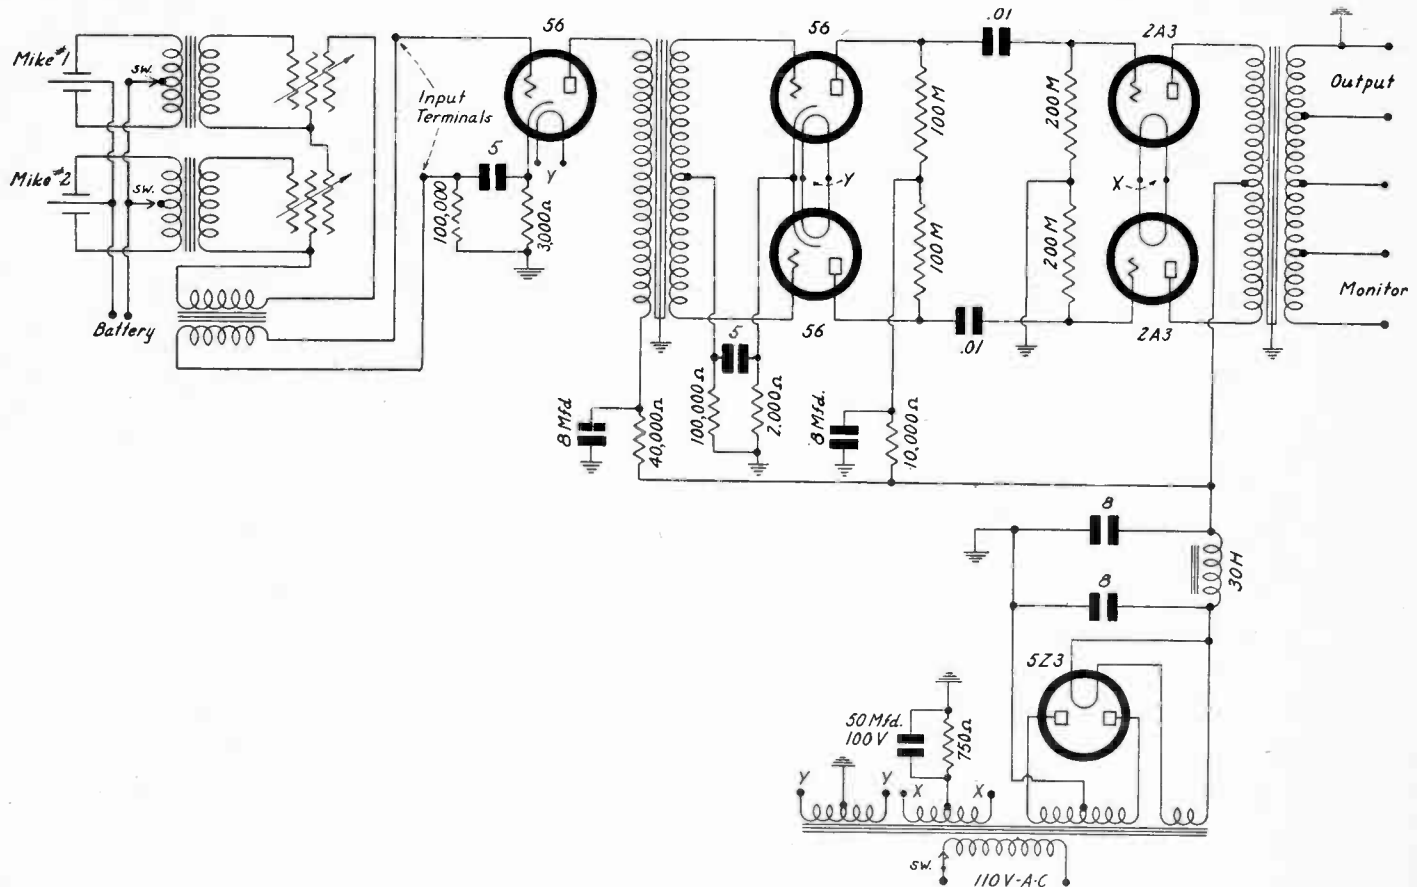 Mike #1
sw.
Mike #2
sw.
Battery
Input
Terminals
56
Y
5
100,000
3,000Ω
56
Y
56
100 M
100 M
.01
.01
200 M
200 M
2A3
X
2A3
Output
Monitor
8 Mfd.
40,000Ω
5
100,000Ω
2,000Ω
8 Mfd.
10,000Ω
8
30H
8
5Z3
50 Mfd.
100 V
750Ω
Y
Y
X
X
sw.
110 V-A-C